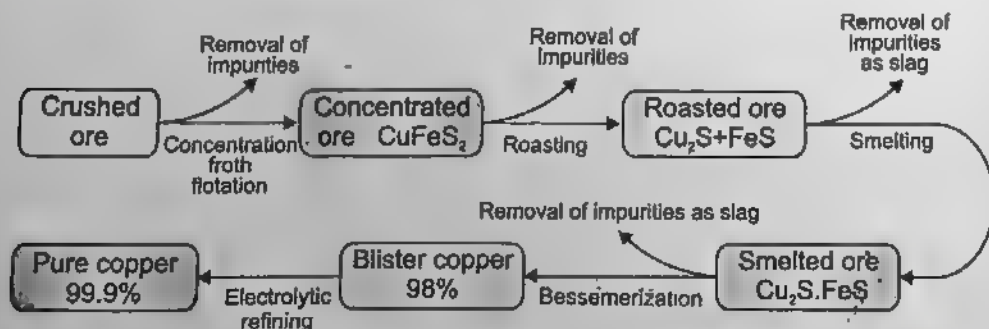 Removal of
impurities
Removal of
impurities
Removal of
impurities
as slag
Crushed
ore
Concentration
froth
flotation
Concentrated
ore CuFeS₂
Roasting
Roasted ore
Cu₂S+FeS
Smelting
Removal of impurities as slag
Pure copper
99.9%
Electrolytic
refining
Blister copper
98%
Bessemerization
Smelted ore
Cu₂S.FeS